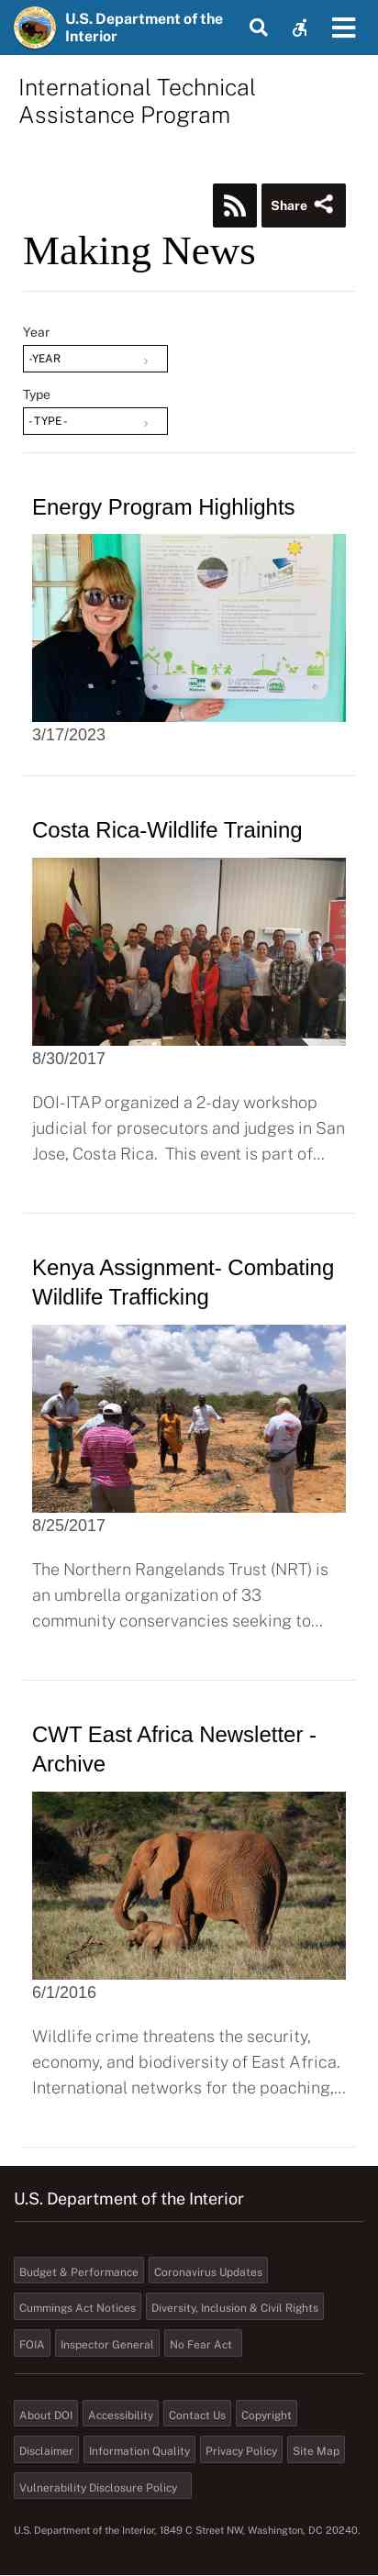 U.S. Department of the
Interior
International Technical
Assistance Program
Share
Making News
Year
-YEAR
Type
- TYPE -
Energy Program Highlights
3/17/2023
Costa Rica-Wildlife Training
8/30/2017
DOI-ITAP organized a 2-day workshop
judicial for prosecutors and judges in San
Jose, Costa Rica.  This event is part of...
Kenya Assignment- Combating
Wildlife Trafficking
8/25/2017
The Northern Rangelands Trust (NRT) is
an umbrella organization of 33
community conservancies seeking to...
CWT East Africa Newsletter -
Archive
6/1/2016
Wildlife crime threatens the security,
economy, and biodiversity of East Africa.
International networks for the poaching,...
U.S. Department of the Interior
Budget & Performance Coronavirus Updates
Cummings Act Notices Diversity, Inclusion & Civil Rights
FOIA Inspector General No Fear Act
About DOI Accessibility Contact Us Copyright
Disclaimer Information Quality Privacy Policy Site Map
Vulnerability Disclosure Policy
U.S. Department of the Interior, 1849 C Street NW, Washington, DC 20240.